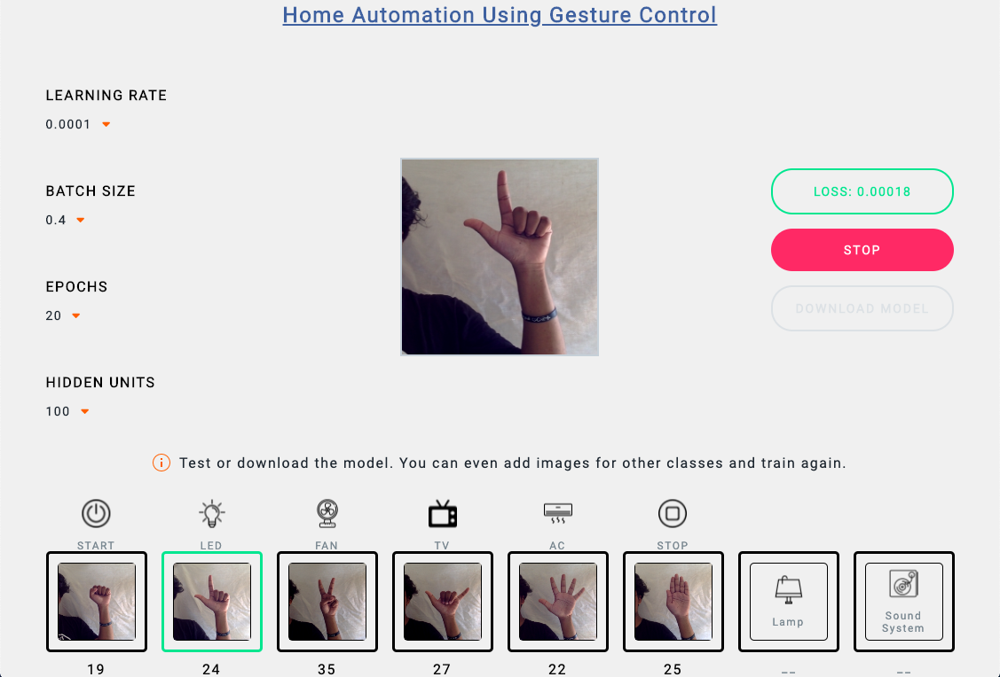 Home Automation Using Gesture Control
LEARNING RATE
0.0001
BATCH SIZE
0.4
EPOCHS
20
HIDDEN UNITS
100
LOSS: 0.00018
STOP
DOWNLOAD MODEL
Test or download the model. You can even add images for other classes and train again.
START LED FAN TV AC STOP
Lamp
Sound
System
19 24 35 27 22 25 -- --